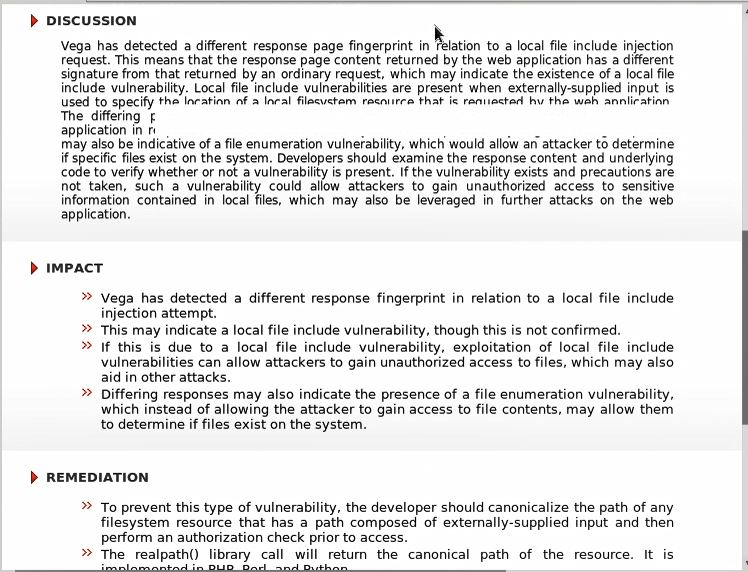 DISCUSSION
Vega has detected a different response page fingerprint in relation to a local file include injection
request. This means that the response page content returned by the web application has a different
signature from that returned by an ordinary request, which may indicate the existence of a local file
include vulnerability. Local file include vulnerabilities are present when externally-supplied input is
used to specify the location of a local filesystem resource that is requested by the web application.
The differing
application in
may also be indicative of a file enumeration vulnerability, which would allow an attacker to determine
if specific files exist on the system. Developers should examine the response content and underlying
code to verify whether or not a vulnerability is present. If the vulnerability exists and precautions are
not taken, such a vulnerability could allow attackers to gain unauthorized access to sensitive
information contained in local files, which may also be leveraged in further attacks on the web
application.
IMPACT
» Vega has detected a different response fingerprint in relation to a local file include
injection attempt.
» This may indicate a local file include vulnerability, though this is not confirmed.
» If this is due to a local file include vulnerability, exploitation of local file include
vulnerabilities can allow attackers to gain unauthorized access to files, which may also
aid in other attacks.
» Differing responses may also indicate the presence of a file enumeration vulnerability,
which instead of allowing the attacker to gain access to file contents, may allow them
to determine if files exist on the system.
REMEDIATION
» To prevent this type of vulnerability, the developer should canonicalize the path of any
filesystem resource that has a path composed of externally-supplied input and then
perform an authorization check prior to access.
» The realpath() library call will return the canonical path of the resource. It is
implemented in PHP, Perl, and Python.